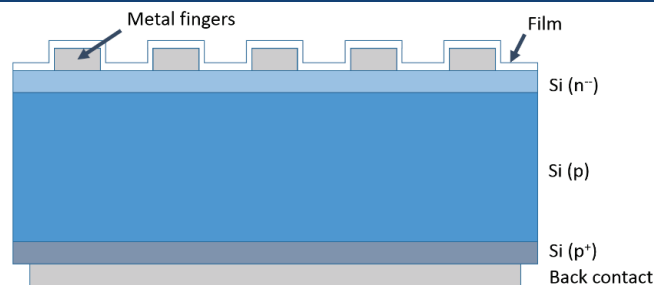 Metal fingers
Film
Si (n⁻⁻)
Si (p)
Si (p⁺)
Back contact